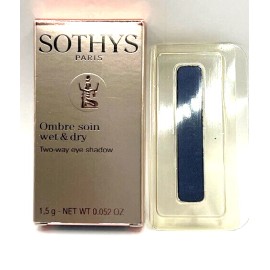 SOTHYS
PARIS
Ombre soin
wet & dry
Two-way eye shadow
1,5 g - NET WT 0.052 OZ